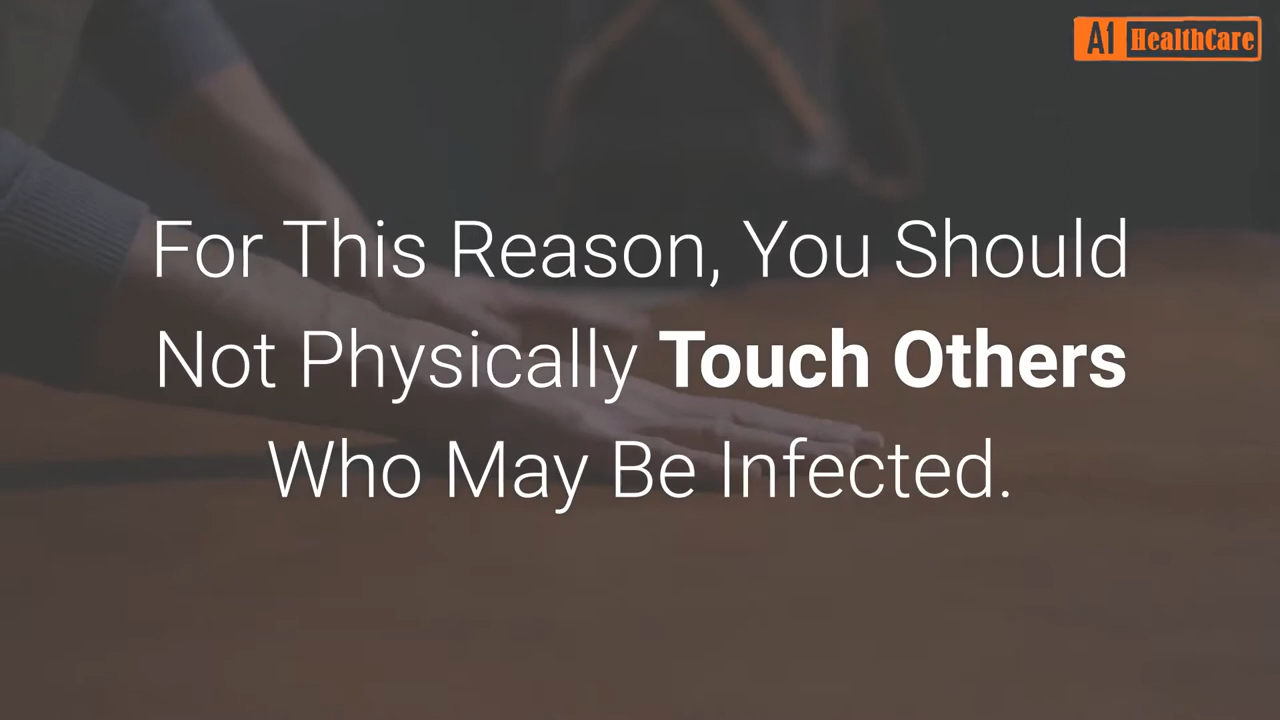 A1 HealthCare
For This Reason, You Should
Not Physically Touch Others
Who May Be Infected.